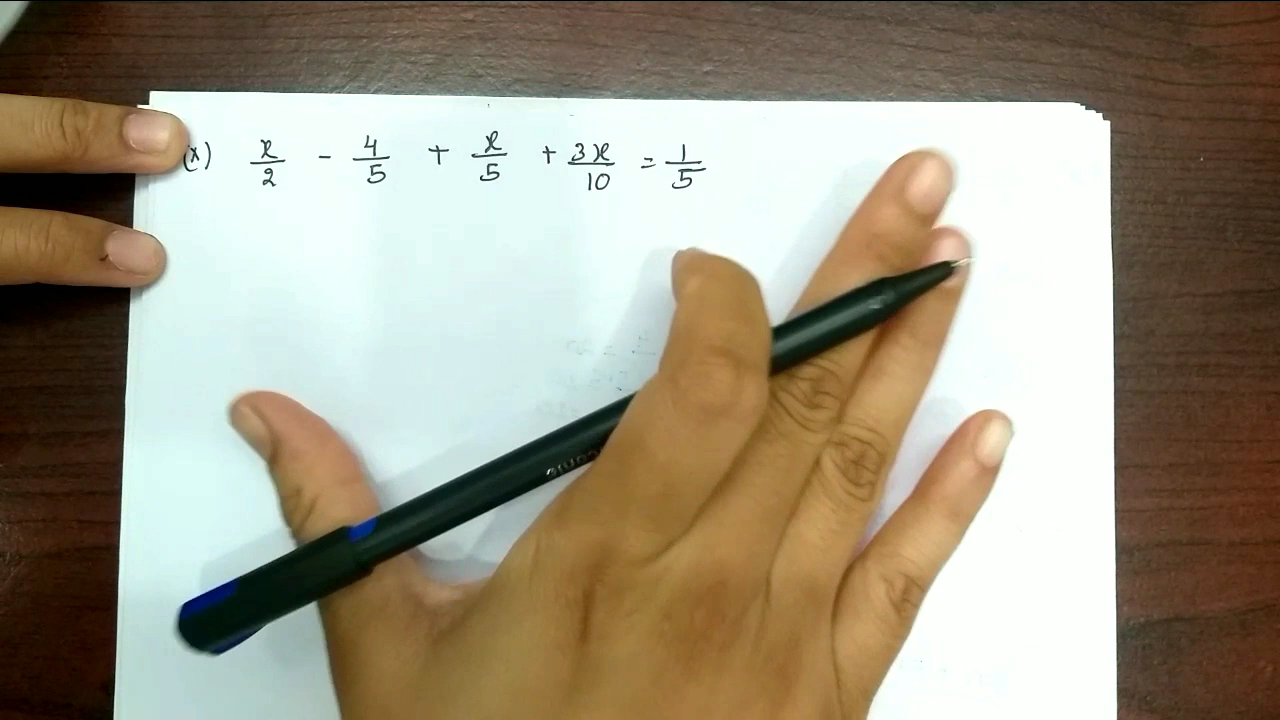 (x) x/2 - 4/5 + x/5 + 3x/10 = 1/5